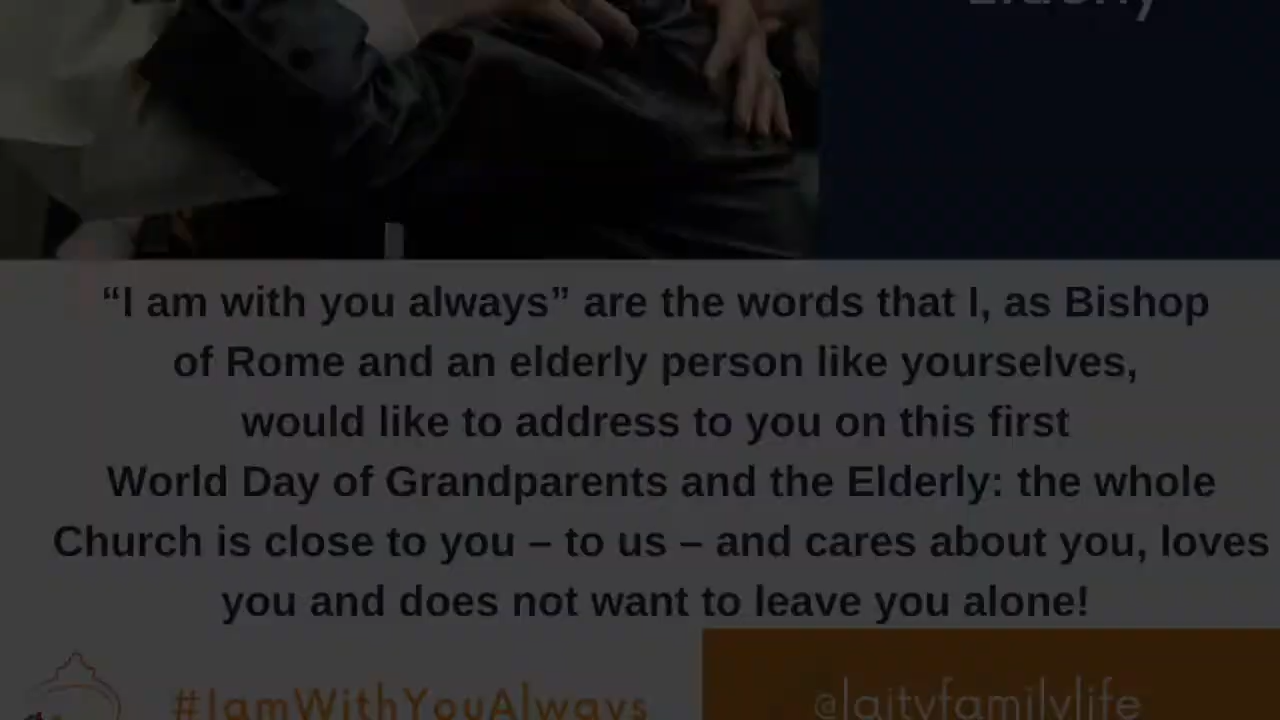 Elderly
“I am with you always” are the words that I, as Bishop
of Rome and an elderly person like yourselves,
would like to address to you on this first
World Day of Grandparents and the Elderly: the whole
Church is close to you – to us – and cares about you, loves
you and does not want to leave you alone!
#IamWithYouAlways
@laityfamilylife